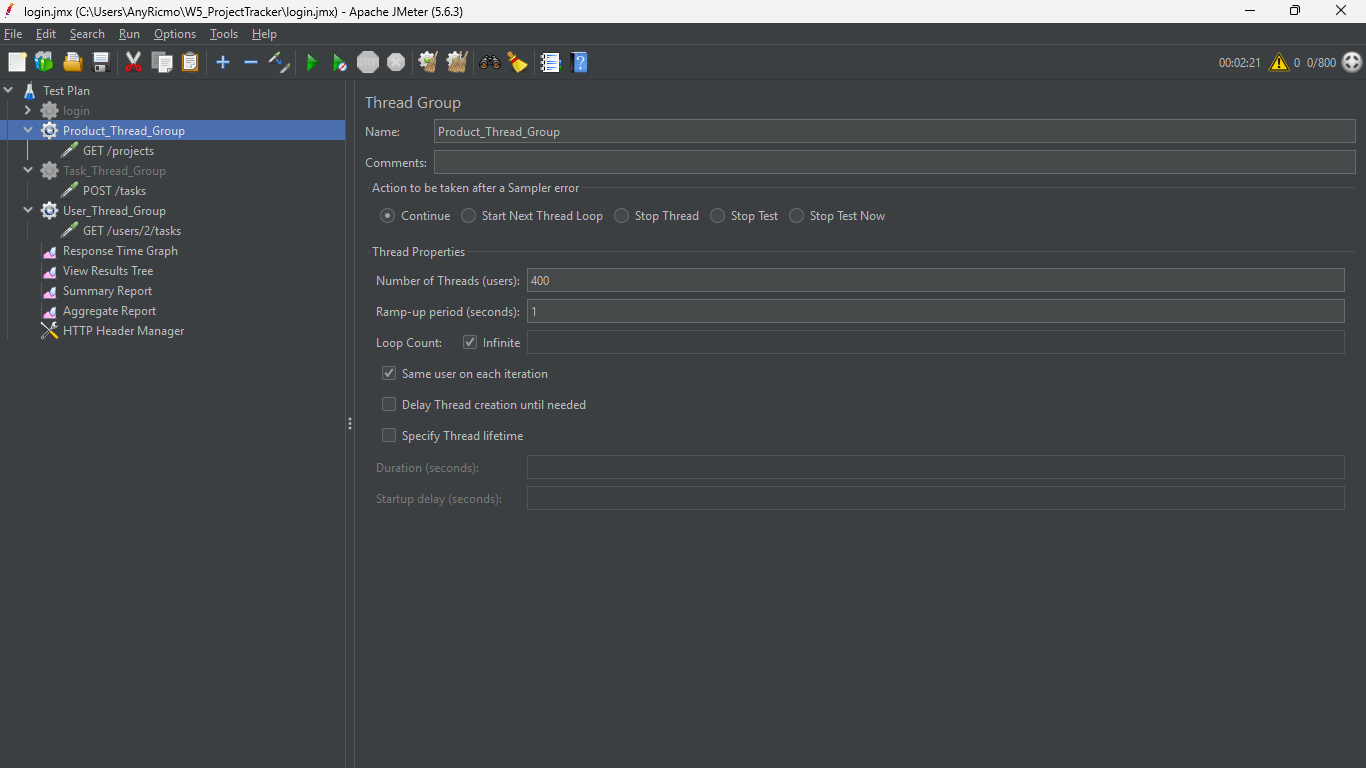 login.jmx (C:\Users\AnyRicmo\W5_ProjectTracker\login.jmx) - Apache JMeter (5.6.3)
File Edit Search Run Options Tools Help
STOP
00:02:21 0 0/800
Test Plan
login
Product_Thread_Group
GET /projects
Task_Thread_Group
POST /tasks
User_Thread_Group
GET /users/2/tasks
Response Time Graph
View Results Tree
Summary Report
Aggregate Report
HTTP Header Manager
Thread Group
Name: Product_Thread_Group
Comments:
Action to be taken after a Sampler error
Continue Start Next Thread Loop Stop Thread Stop Test Stop Test Now
Thread Properties
Number of Threads (users): 400
Ramp-up period (seconds): 1
Loop Count: Infinite
Same user on each iteration
Delay Thread creation until needed
Specify Thread lifetime
Duration (seconds):
Startup delay (seconds):